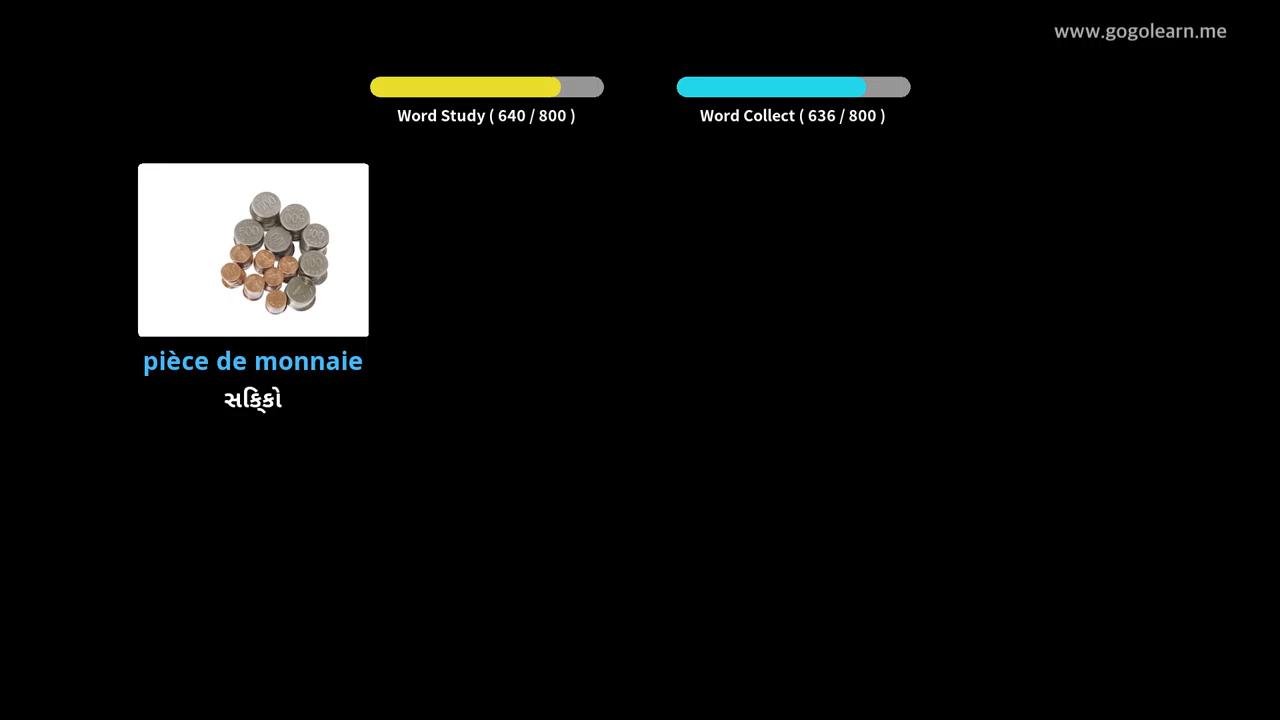 www.gogolearn.me
Word Study ( 640 / 800 )
Word Collect ( 636 / 800 )
pièce de monnaie
સિક્કો